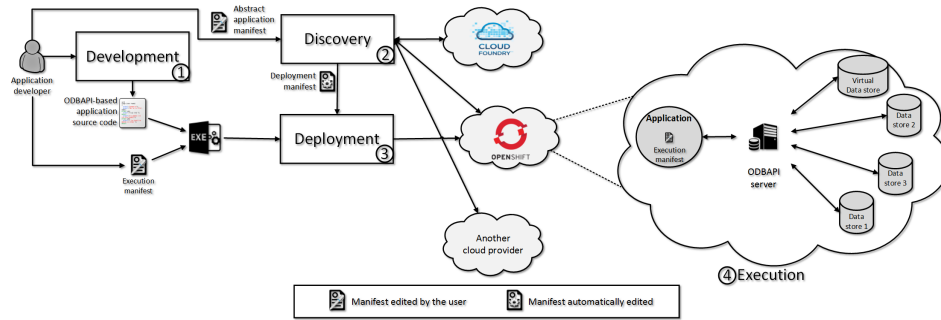 Abstract
application
manifest
Development
1
Discovery
2
CLOUD
FOUNDRY
Application
developer
Deployment
manifest
ODBAPI-based
application
source code
EXE
Deployment
3
OPENSHIFT
Execution
manifest
Another
cloud provider
Virtual
Data store
Data
store 2
Application
Execution
manifest
ODBAPI
server
Data
store 3
Data
store 1
4 Execution
Manifest edited by the user
Manifest automatically edited